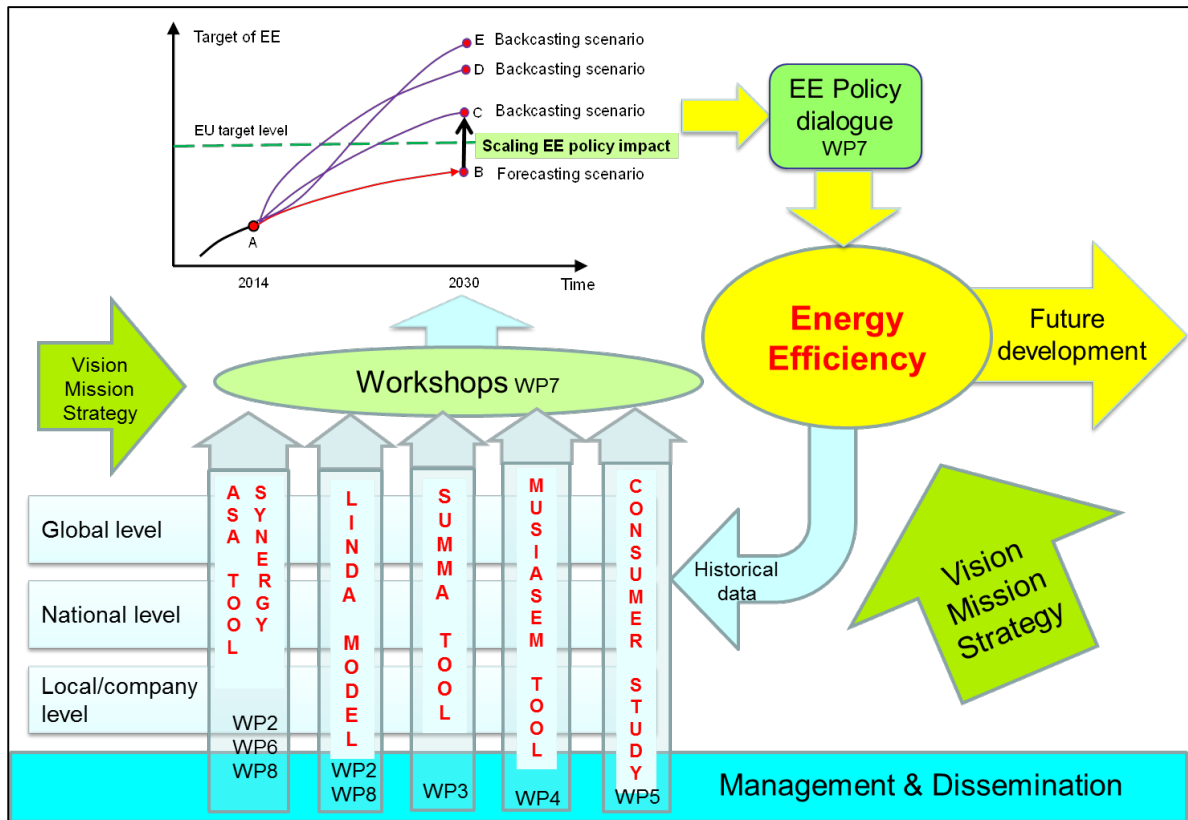 Target of EE
E Backcasting scenario
D Backcasting scenario
C Backcasting scenario
EU target level
Scaling EE policy impact
B Forecasting scenario
A
2014
2030
Time
EE Policy
dialogue
WP7
Energy
Efficiency
Future
development
Vision
Mission
Strategy
Workshops WP7
Global level
National level
Local/company
level
ASA TOOL
SYNERGY
WP2
WP6
WP8
LINDA MODEL
WP2
WP8
SUMMA TOOL
WP3
MUSIASEM TOOL
WP4
CONSUMER STUDY
WP5
Historical
data
Vision
Mission
Strategy
Management & Dissemination